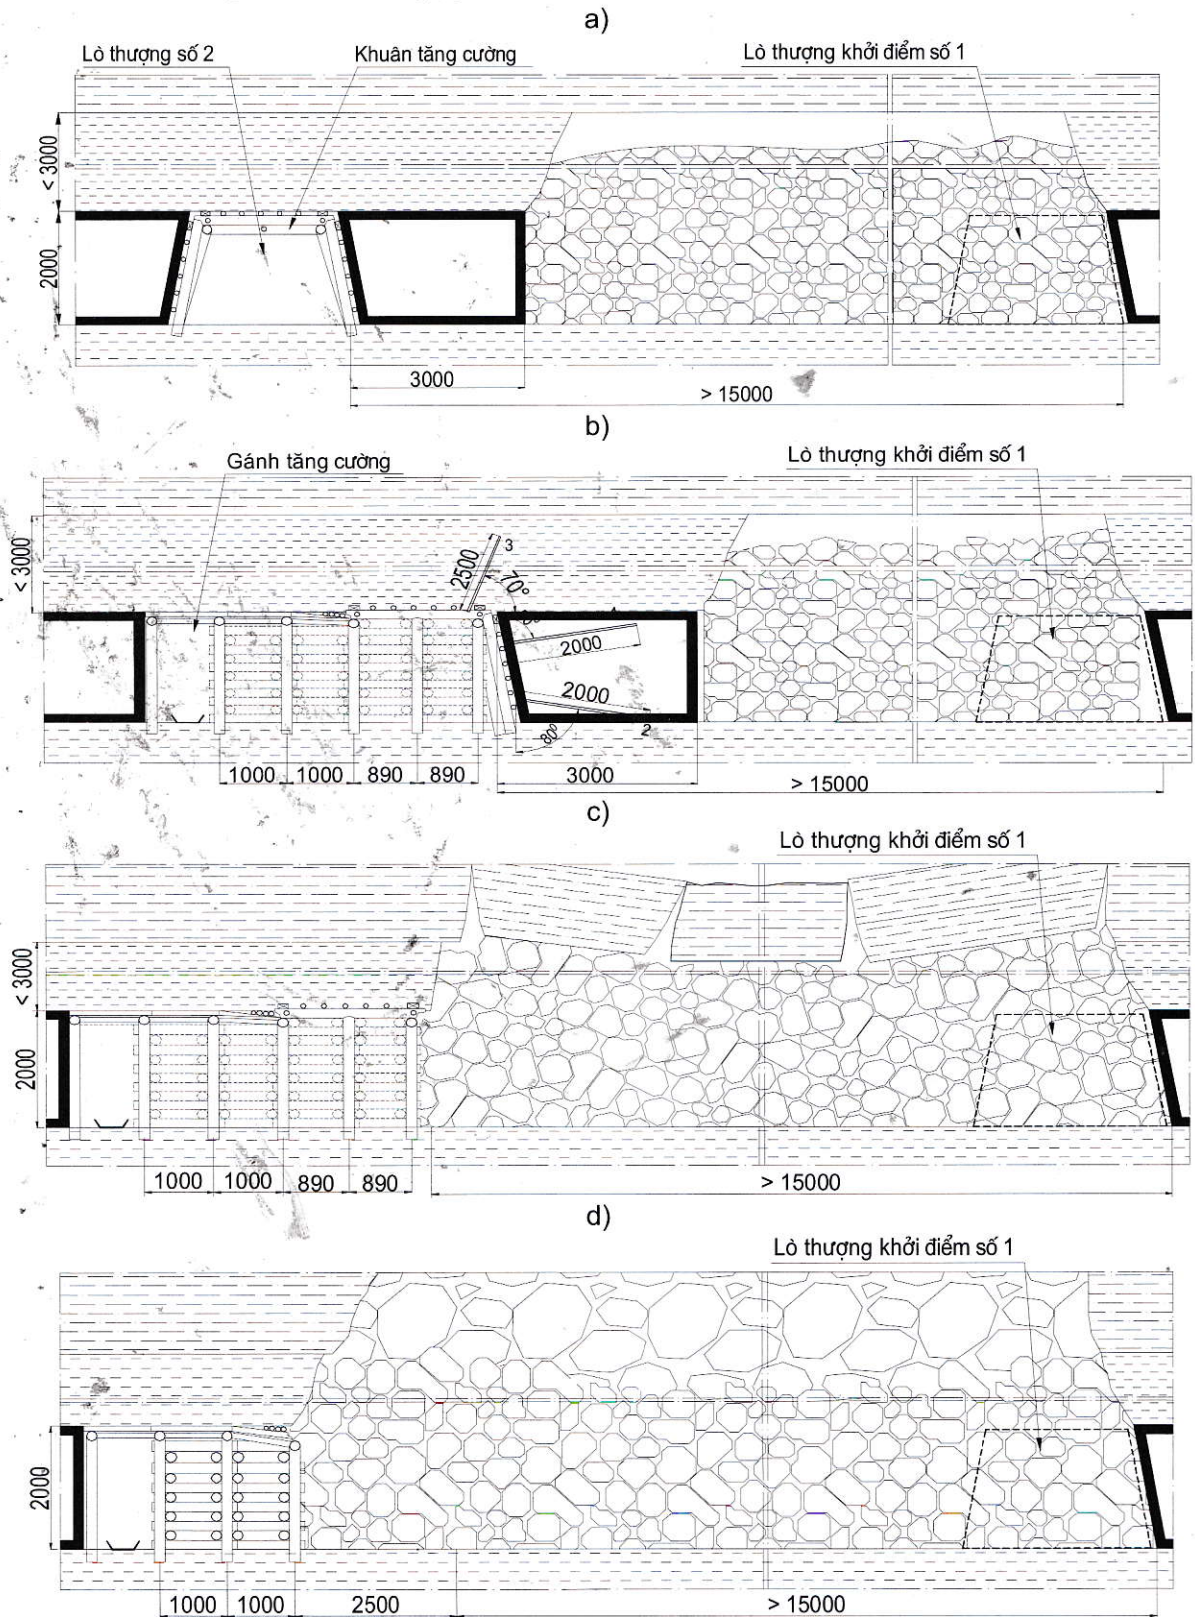 a)
Lò thượng số 2
Khuân tăng cường
Lò thượng khởi điểm số 1
< 3000
2000
3000
> 15000
b)
Gánh tăng cường
Lò thượng khởi điểm số 1
< 3000
2500
3
70°
2000
2000
2
80°
1000
1000
890
890
3000
> 15000
c)
Lò thượng khởi điểm số 1
< 3000
2000
1000
1000
890
890
> 15000
d)
Lò thượng khởi điểm số 1
2000
1000
1000
2500
> 15000